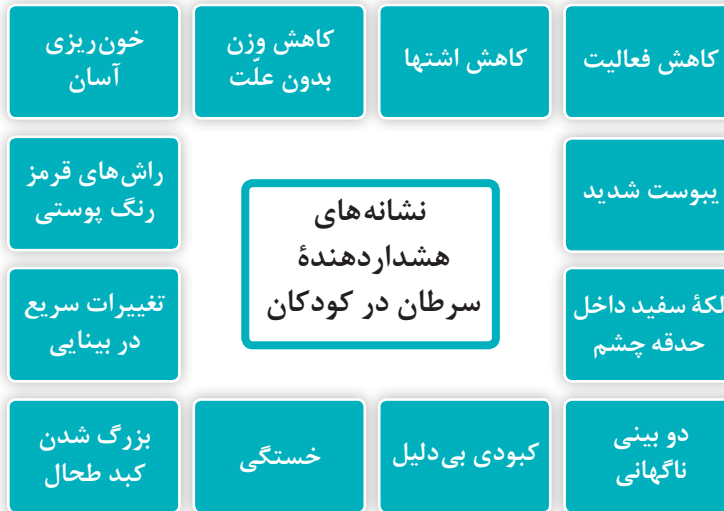 کاهش فعالیت
کاهش اشتها
کاهش وزن
بدون علّت
خون‌ریزی
آسان
یبوست شدید
نشانه‌های
هشداردهندهٔ
سرطان در کودکان
راش‌های قرمز
رنگ پوستی
لکهٔ سفید داخل
حدقه چشم
تغییرات سریع
در بینایی
دو بینی
ناگهانی
کبودی بی‌دلیل
خستگی
بزرگ شدن
کبد طحال